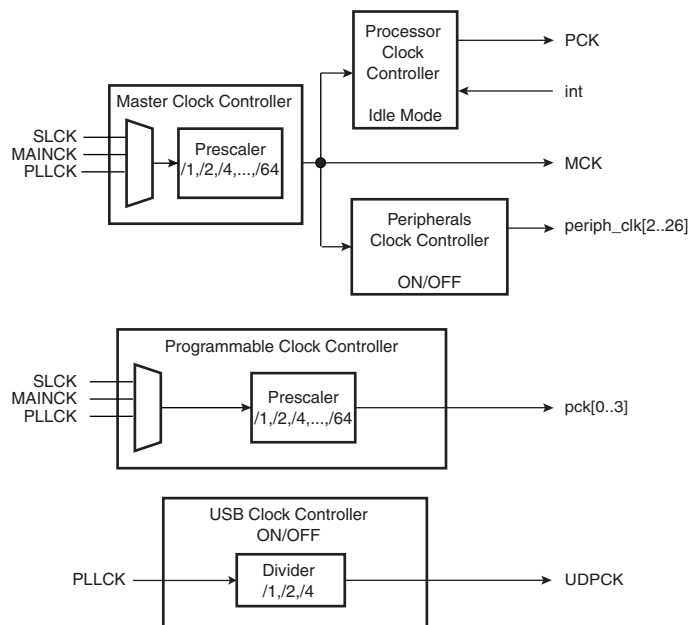 Processor
Clock
Controller
Idle Mode
PCK
int
Master Clock Controller
SLCK
MAINCK
PLLCK
Prescaler
/1,/2,/4,...,/64
MCK
Peripherals
Clock Controller
ON/OFF
periph_clk[2..26]
Programmable Clock Controller
SLCK
MAINCK
PLLCK
Prescaler
/1,/2,/4,...,/64
pck[0..3]
USB Clock Controller
ON/OFF
PLLCK
Divider
/1,/2,/4
UDPCK